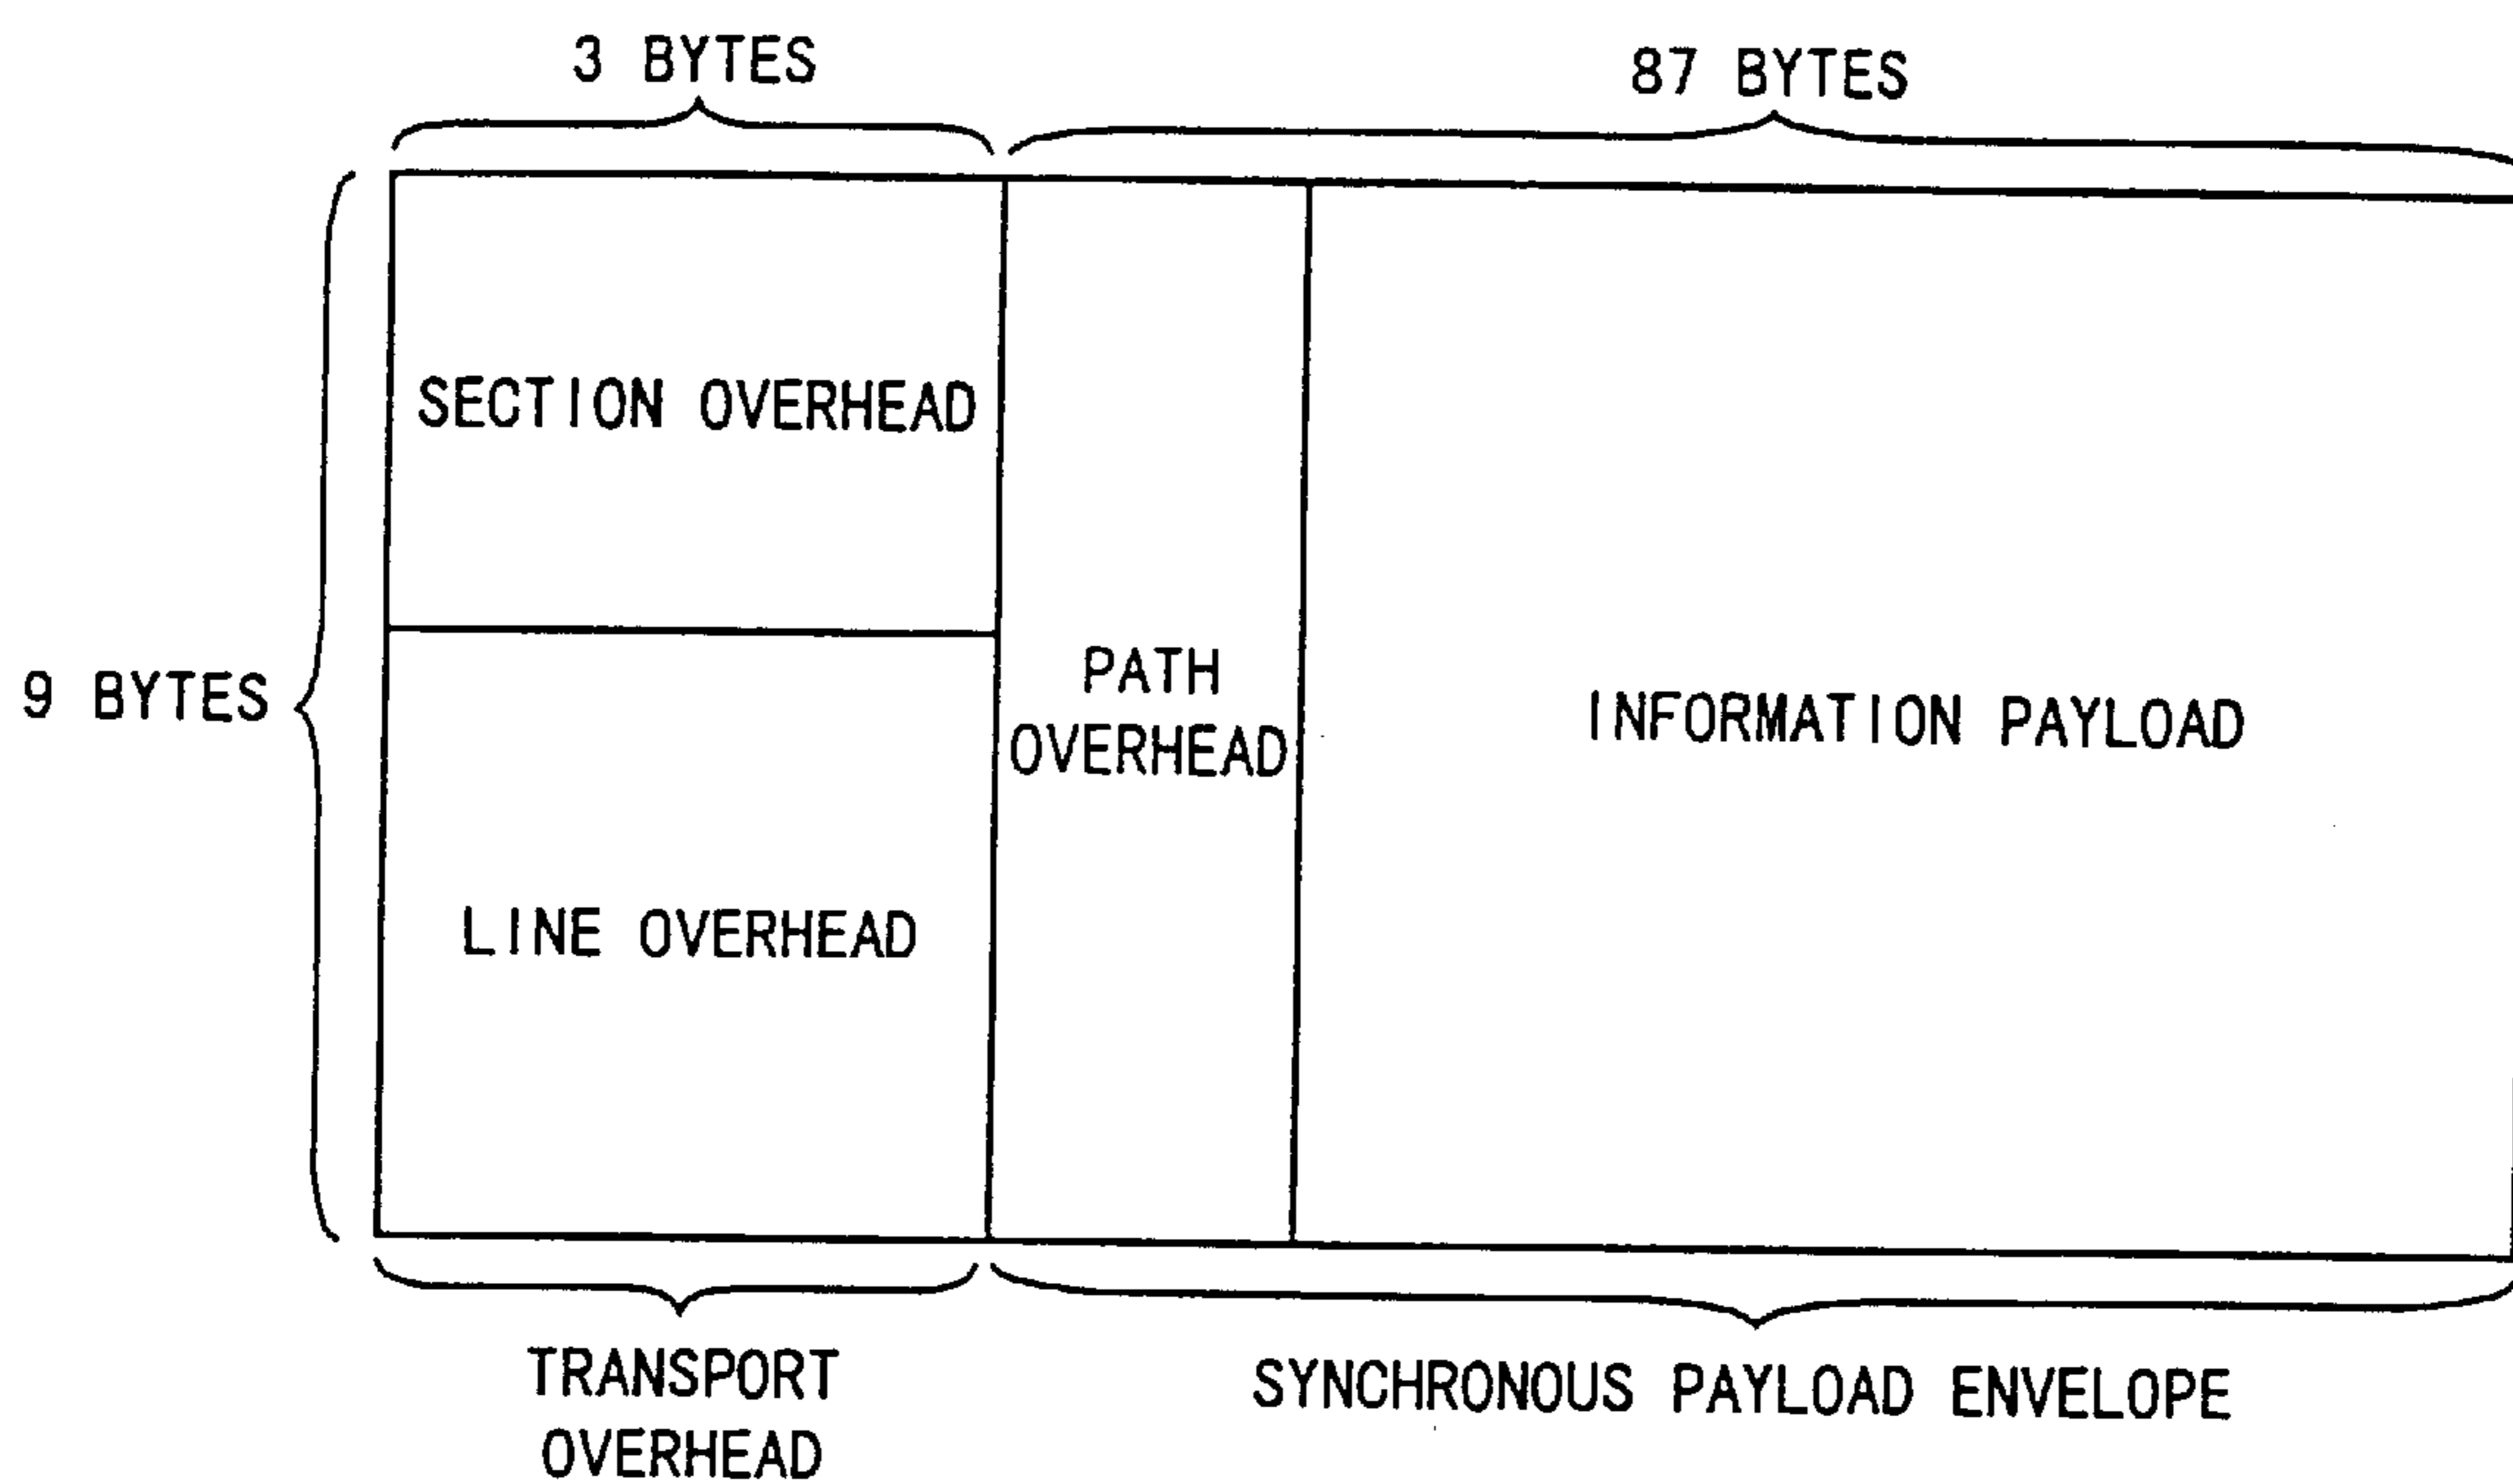 3 BYTES
87 BYTES
SECTION OVERHEAD
9 BYTES
PATH
OVERHEAD
INFORMATION PAYLOAD
LINE OVERHEAD
TRANSPORT
OVERHEAD
SYNCHRONOUS PAYLOAD ENVELOPE